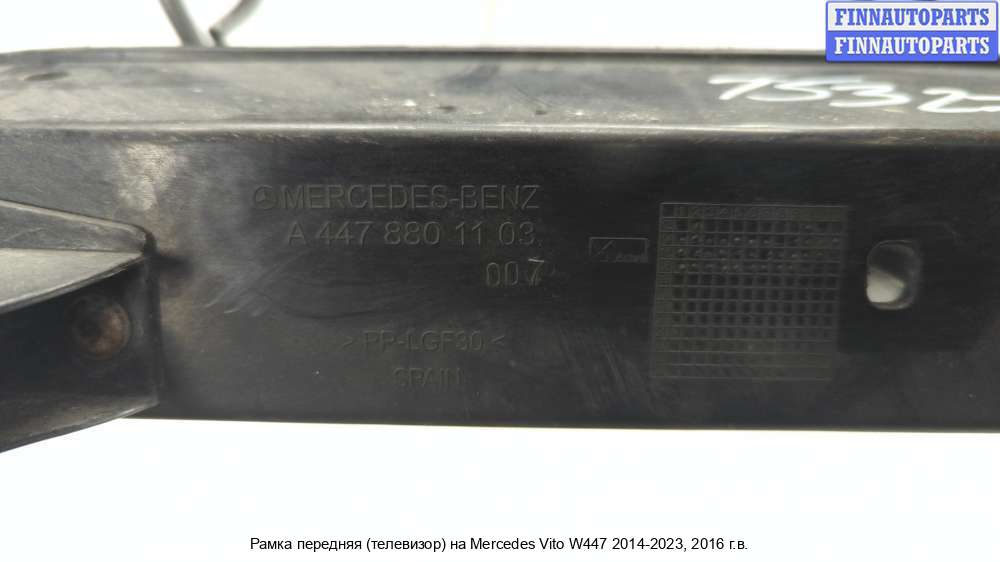 FINNAUTOPARTS
FINNAUTOPARTS
MERCEDES-BENZ
A 447 880 11 03
007
>PP-LGF30<
SPAIN
Рамка передняя (телевизор) на Mercedes Vito W447 2014-2023, 2016 г.в.